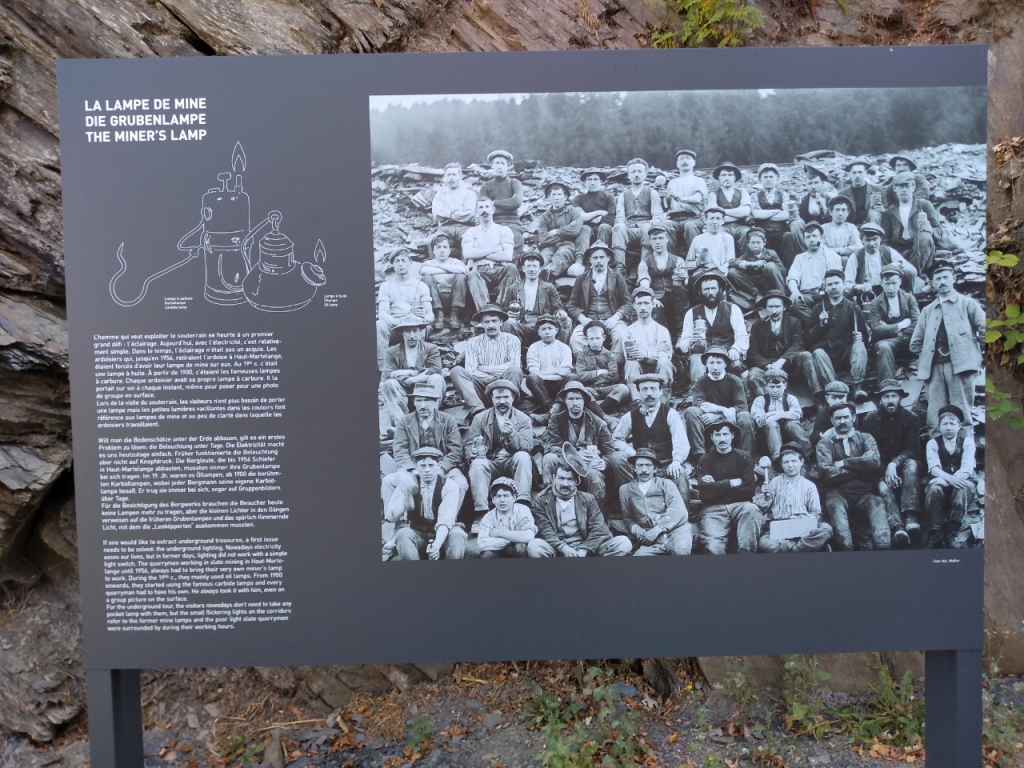 LA LAMPE DE MINE
DIE GRUBENLAMPE
THE MINER'S LAMP
Lampe à carbure
Karbidlampe
Carbide lamp
Lampe à huile
Öllampe
Oil lamp
L'homme qui veut exploiter le souterrain se heurte à un premier
grand défi : l'éclairage. Aujourd'hui, avec l'électricité, c'est relative-
ment simple. Dans le temps, l'éclairage n'était pas un acquis. Les
ardoisiers qui, jusqu'en 1956, retiraient l'ardoise à Haut-Martelange,
étaient forcés d'avoir leur lampe de mine sur eux. Au 19e s. c'était
une lampe à huile. À partir de 1900, c'étaient les fameuses lampes
à carbure. Chaque ardoisier avait sa propre lampe à carbure. Il la
portait sur soi à chaque instant, même pour poser pour une photo
de groupe en surface.
Lors de la visite du souterrain, les visiteurs n'ont plus besoin de porter
une lampe mais les petites lumières vacillantes dans les couloirs font
référence aux lampes de mine et au peu de clarté dans laquelle les
ardoisiers travaillaient.
Will man die Bodenschätze unter der Erde abbauen, gilt es ein erstes
Problem zu lösen: die Beleuchtung unter Tage. Die Elektrizität macht
es uns heutzutage einfach. Früher funktionierte die Beleuchtung
aber nicht auf Knopfdruck. Die Bergleute, die bis 1956 Schiefer
in Haut-Martelange abbauten, mussten immer ihre Grubenlampe
bei sich tragen. Im 19. Jh. waren es Öllampen, ab 1900 die berühm-
ten Karbidlampen, wobei jeder Bergmann seine eigene Karbid-
lampe besaß. Er trug sie immer bei sich, sogar auf Gruppenbildern
über Tage.
Für die Besichtigung des Bergwerks brauchen die Besucher heute
keine Lampen mehr zu tragen, aber die kleinen Lichter in den Gängen
verweisen auf die früheren Grubenlampen und das spärlich flimmernde
Licht, mit dem die „Leekëpperten" auskommen mussten.
If one would like to extract underground treasures, a first issue
needs to be solved: the underground lighting. Nowadays electricity
eases our lives, but in former days, lighting did not work with a simple
light switch. The quarrymen working in slate mining in Haut-Marte-
lange until 1956, always had to bring their very own miner's lamp
to work. During the 19th c., they mainly used oil lamps. From 1900
onwards, they started using the famous carbide lamps and every
quarryman had to have his own. He always took it with him, even on
a group picture on the surface.
For the underground tour, the visitors nowadays don't need to take any
pocket lamp with them, but the small flickering lights on the corridors
refer to the former mine lamps and the poor light slate quarrymen
were surrounded by during their working hours.